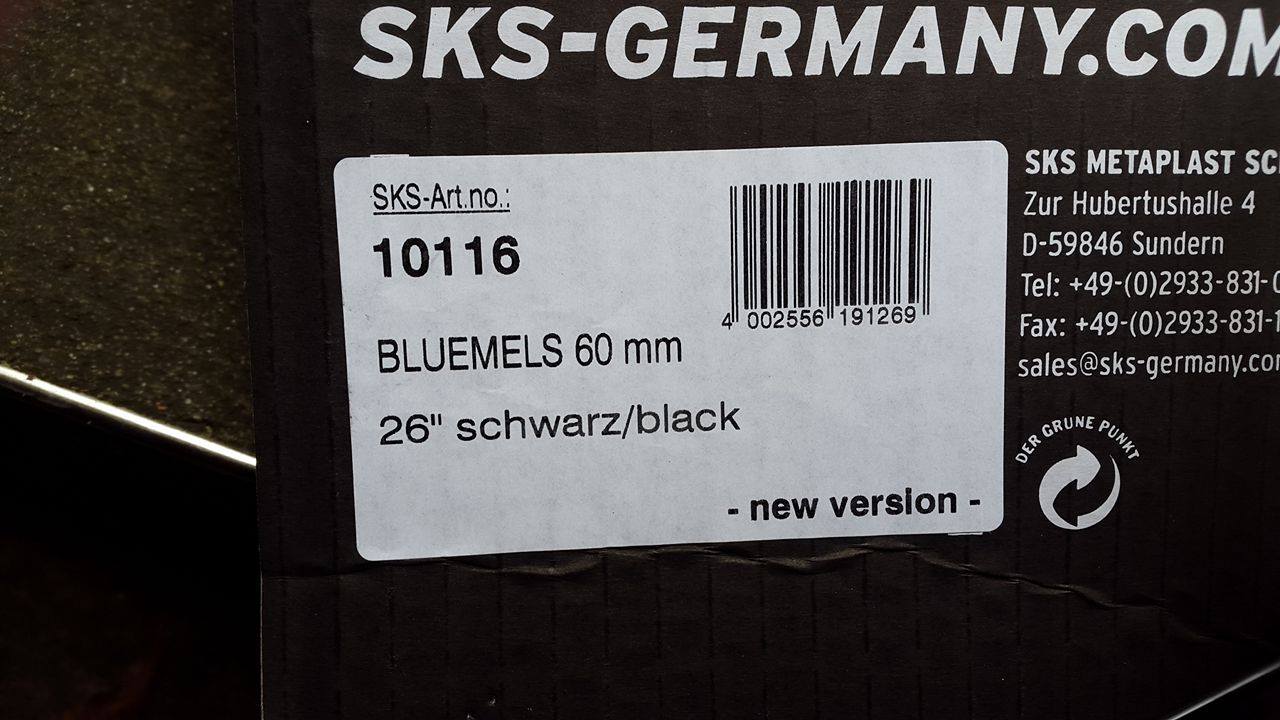 SKS-GERMANY.COM
SKS-Art.no.:
10116
4 002556 191269
BLUEMELS 60 mm
26" schwarz/black
- new version -
SKS METAPLAST
Zur Hubertushalle 4
D-59846 Sundern
Tel: +49-(0)2933-831-
Fax: +49-(0)2933-831-
sales@sks-germany.co
DER GRÜNE PUNKT